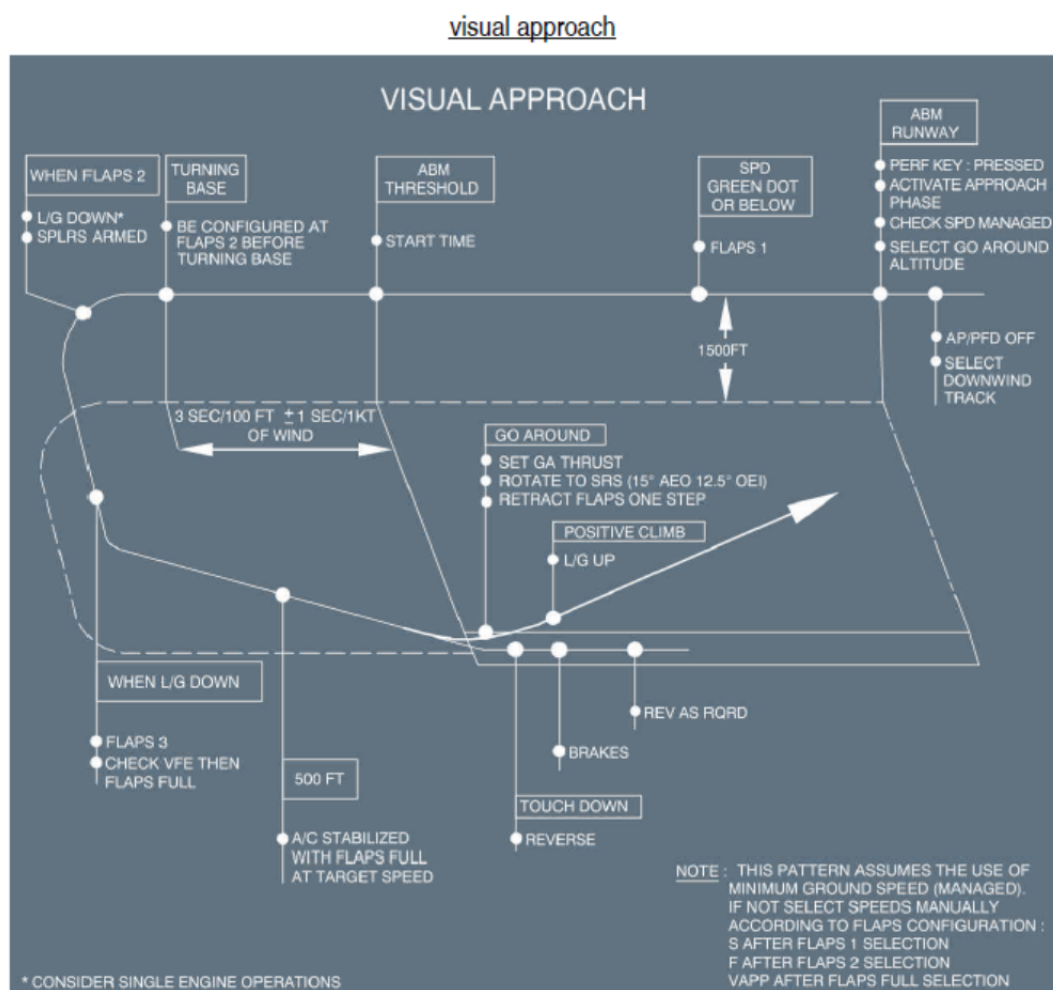 visual approach
VISUAL APPROACH
WHEN FLAPS 2
L/G DOWN*
SPLRS ARMED
TURNING
BASE
BE CONFIGURED AT
FLAPS 2 BEFORE
TURNING BASE
ABM
THRESHOLD
START TIME
SPD
GREEN DOT
OR BELOW
FLAPS 1
ABM
RUNWAY
PERF KEY : PRESSED
ACTIVATE APPROACH
PHASE
CHECK SPD MANAGED
SELECT GO AROUND
ALTITUDE
1500FT
AP/PFD OFF
SELECT
DOWNWIND
TRACK
3 SEC/100 FT ± 1 SEC/1KT
OF WIND
GO AROUND
SET GA THRUST
ROTATE TO SRS (15° AEO 12.5° OEI)
RETRACT FLAPS ONE STEP
POSITIVE CLIMB
L/G UP
WHEN L/G DOWN
FLAPS 3
CHECK VFE THEN
FLAPS FULL
500 FT
A/C STABILIZED
WITH FLAPS FULL
AT TARGET SPEED
REV AS RQRD
BRAKES
TOUCH DOWN
REVERSE
NOTE : THIS PATTERN ASSUMES THE USE OF
MINIMUM GROUND SPEED (MANAGED).
IF NOT SELECT SPEEDS MANUALLY
ACCORDING TO FLAPS CONFIGURATION :
S AFTER FLAPS 1 SELECTION
F AFTER FLAPS 2 SELECTION
VAPP AFTER FLAPS FULL SELECTION
* CONSIDER SINGLE ENGINE OPERATIONS